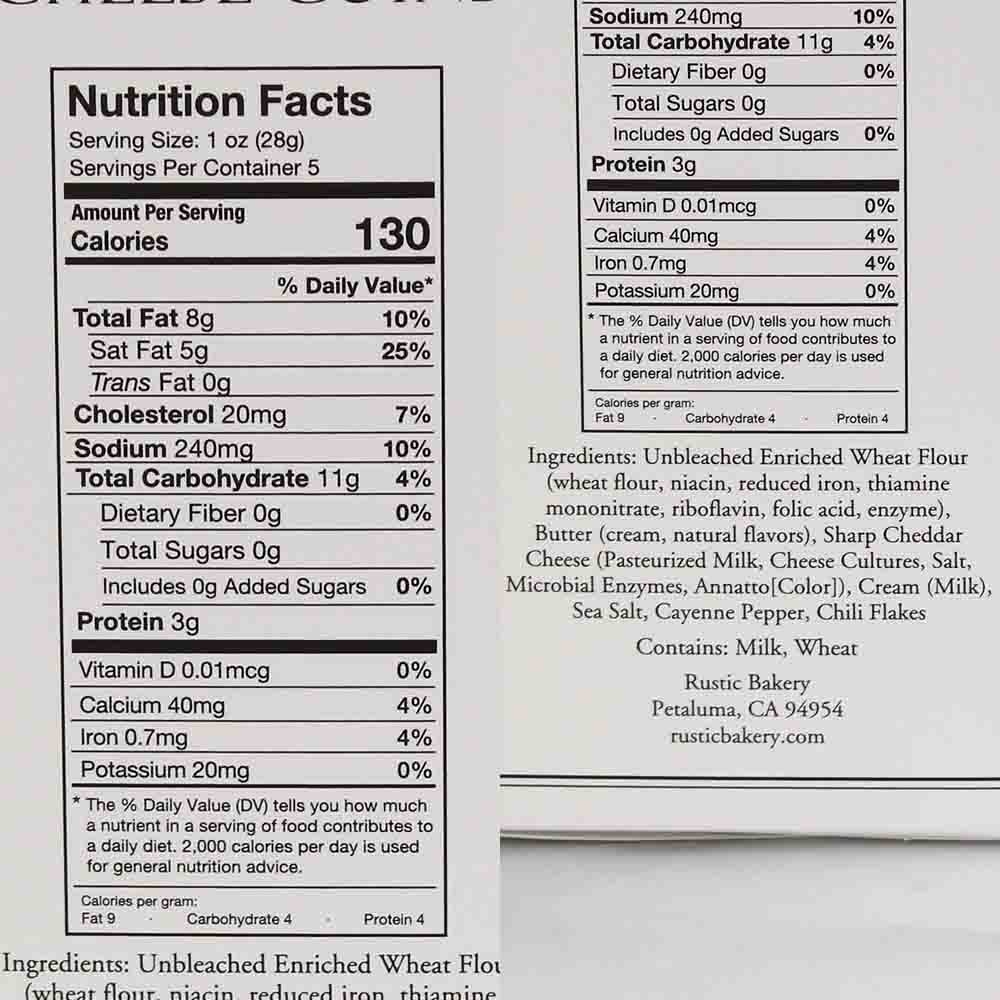 Nutrition Facts
Serving Size: 1 oz (28g)
Servings Per Container 5
Amount Per Serving
Calories 130
% Daily Value*
Total Fat 8g 10%
Sat Fat 5g 25%
Trans Fat 0g
Cholesterol 20mg 7%
Sodium 240mg 10%
Total Carbohydrate 11g 4%
Dietary Fiber 0g 0%
Total Sugars 0g
Includes 0g Added Sugars 0%
Protein 3g
Vitamin D 0.01mcg 0%
Calcium 40mg 4%
Iron 0.7mg 4%
Potassium 20mg 0%
* The % Daily Value (DV) tells you how much
a nutrient in a serving of food contributes to
a daily diet. 2,000 calories per day is used
for general nutrition advice.
Calories per gram:
Fat 9 · Carbohydrate 4 · Protein 4
Ingredients: Unbleached Enriched Wheat Flou
(wheat flour, niacin, reduced iron, thiamine
Sodium 240mg 10%
Total Carbohydrate 11g 4%
Dietary Fiber 0g 0%
Total Sugars 0g
Includes 0g Added Sugars 0%
Protein 3g
Vitamin D 0.01mcg 0%
Calcium 40mg 4%
Iron 0.7mg 4%
Potassium 20mg 0%
* The % Daily Value (DV) tells you how much
a nutrient in a serving of food contributes to
a daily diet. 2,000 calories per day is used
for general nutrition advice.
Calories per gram:
Fat 9 · Carbohydrate 4 · Protein 4
Ingredients: Unbleached Enriched Wheat Flour
(wheat flour, niacin, reduced iron, thiamine
mononitrate, riboflavin, folic acid, enzyme),
Butter (cream, natural flavors), Sharp Cheddar
Cheese (Pasteurized Milk, Cheese Cultures, Salt,
Microbial Enzymes, Annatto[Color]), Cream (Milk),
Sea Salt, Cayenne Pepper, Chili Flakes
Contains: Milk, Wheat
Rustic Bakery
Petaluma, CA 94954
rusticbakery.com